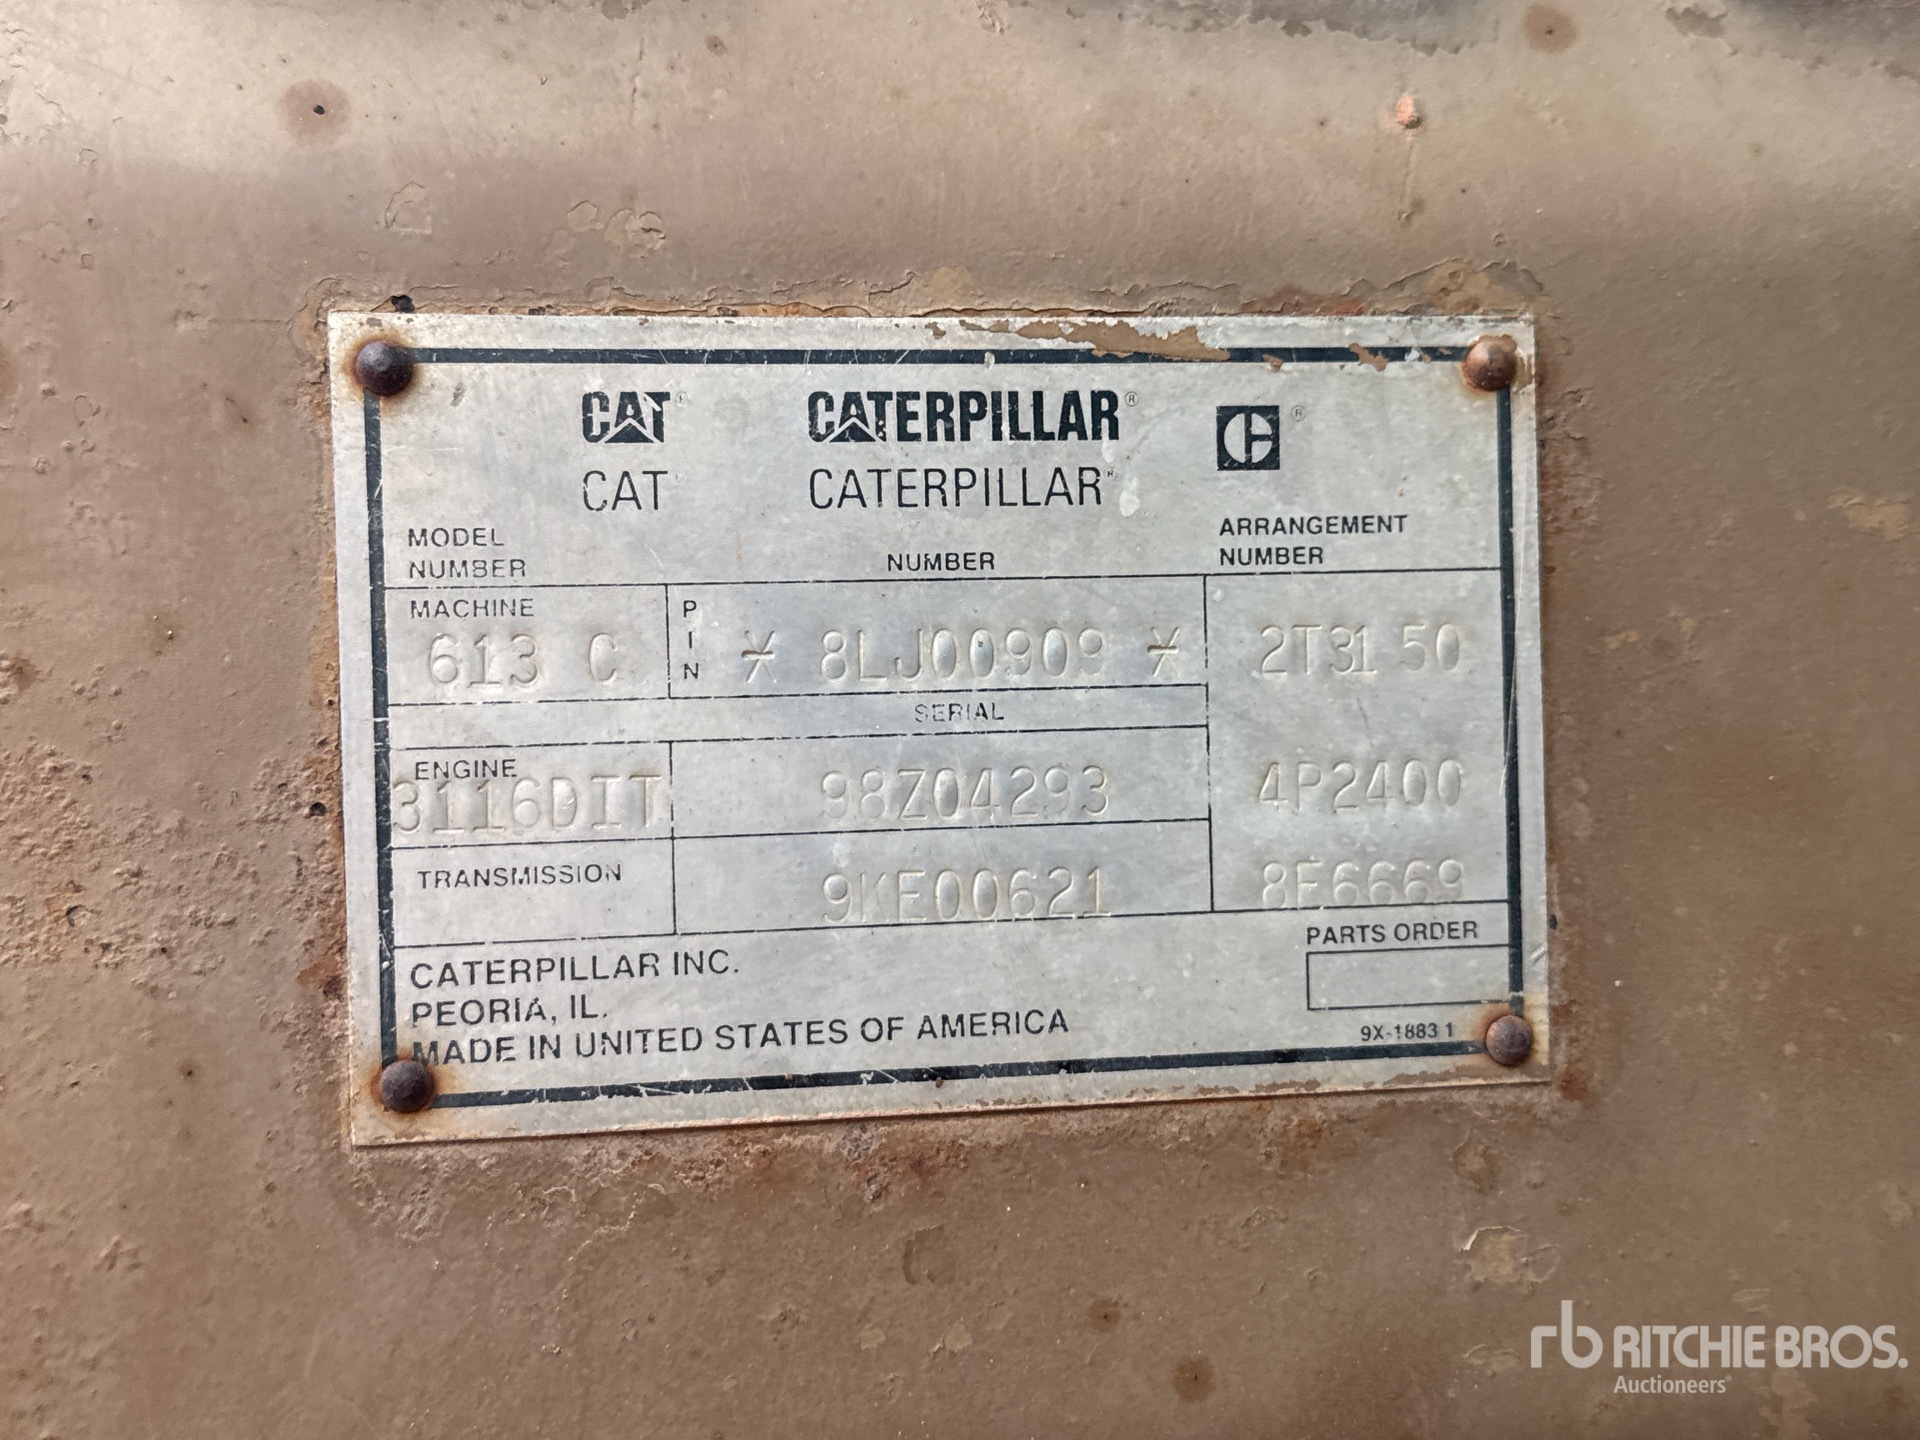 CAT® CATERPILLAR® ®
CAT CATERPILLAR®
MODEL NUMBER
NUMBER
ARRANGEMENT NUMBER
MACHINE
613 C
PIN
* 8LJ00909 *
2T3150
SERIAL
ENGINE
3116DIT
98Z04293
4P2400
TRANSMISSION
9KE00621
8E6669
CATERPILLAR INC.
PEORIA, IL.
MADE IN UNITED STATES OF AMERICA
PARTS ORDER
9X-1883 1
rb RITCHIE BROS.
Auctioneers